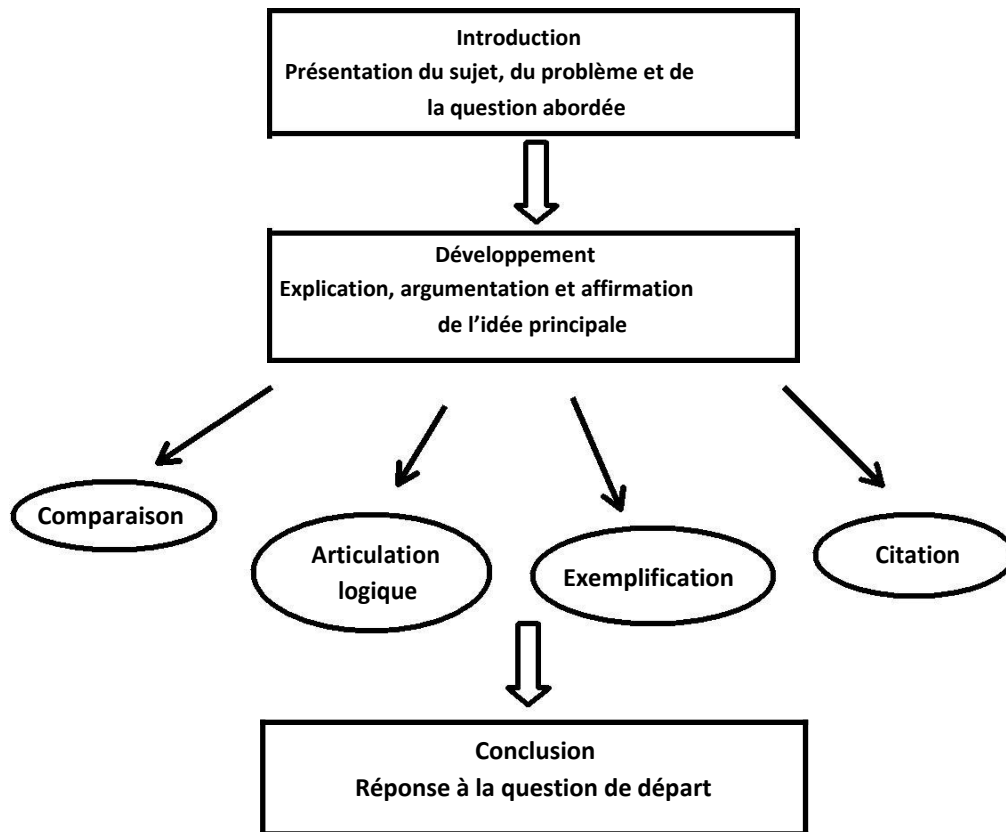 Introduction
Présentation du sujet, du problème et de
la question abordée
Développement
Explication, argumentation et affirmation
de l’idée principale
Comparaison
Articulation
logique
Exemplification
Citation
Conclusion
Réponse à la question de départ